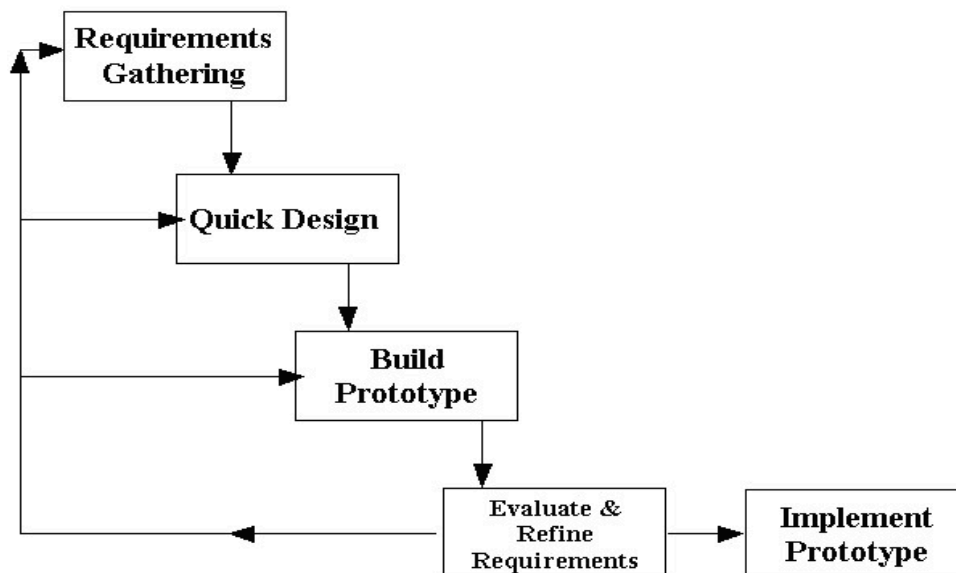 Requirements
Gathering
Quick Design
Build
Prototype
Evaluate &
Refine
Requirements
Implement
Prototype